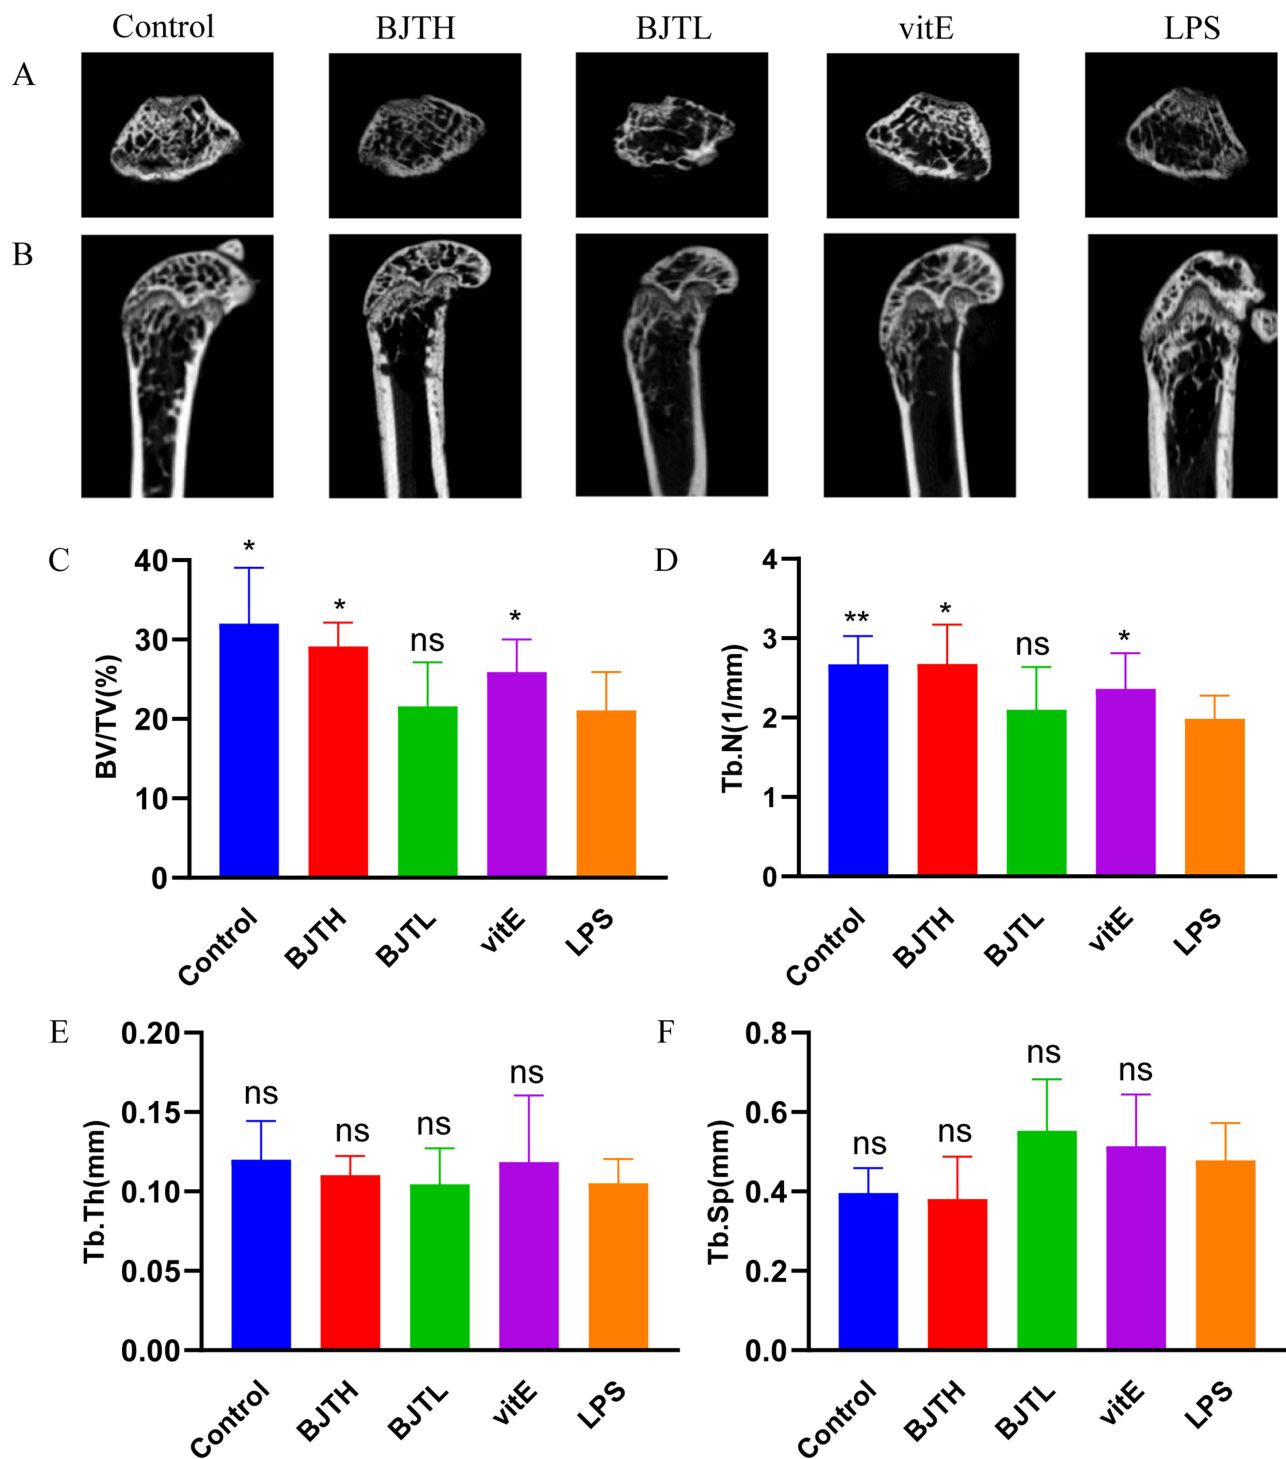 Control BJTH BJTL vitE LPS
A
B
C
BV/TV(%)
40
30
20
10
0
*
*
ns
*
Control BJTH BJTL vitE LPS
D
Tb.N(1/mm)
4
3
2
1
0
**
*
ns
*
Control BJTH BJTL vitE LPS
E
Tb.Th(mm)
0.20
0.15
0.10
0.05
0.00
ns
ns
ns
ns
Control BJTH BJTL vitE LPS
F
Tb.Sp(mm)
0.8
0.6
0.4
0.2
0.0
ns
ns
ns
ns
Control BJTH BJTL vitE LPS